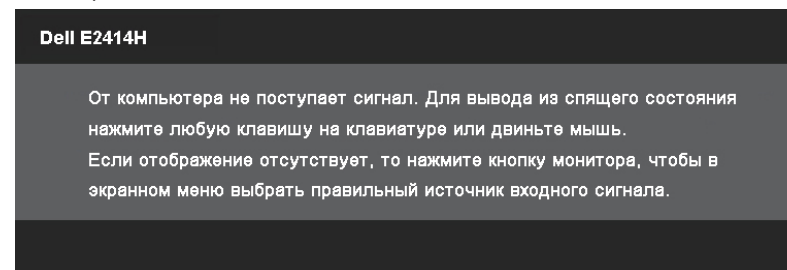 Dell E2414H
От компьютера не поступает сигнал. Для вывода из спящего состояния
нажмите любую клавишу на клавиатуре или двиньте мышь.
Если отображение отсутствует, то нажмите кнопку монитора, чтобы в
экранном меню выбрать правильный источник входного сигнала.